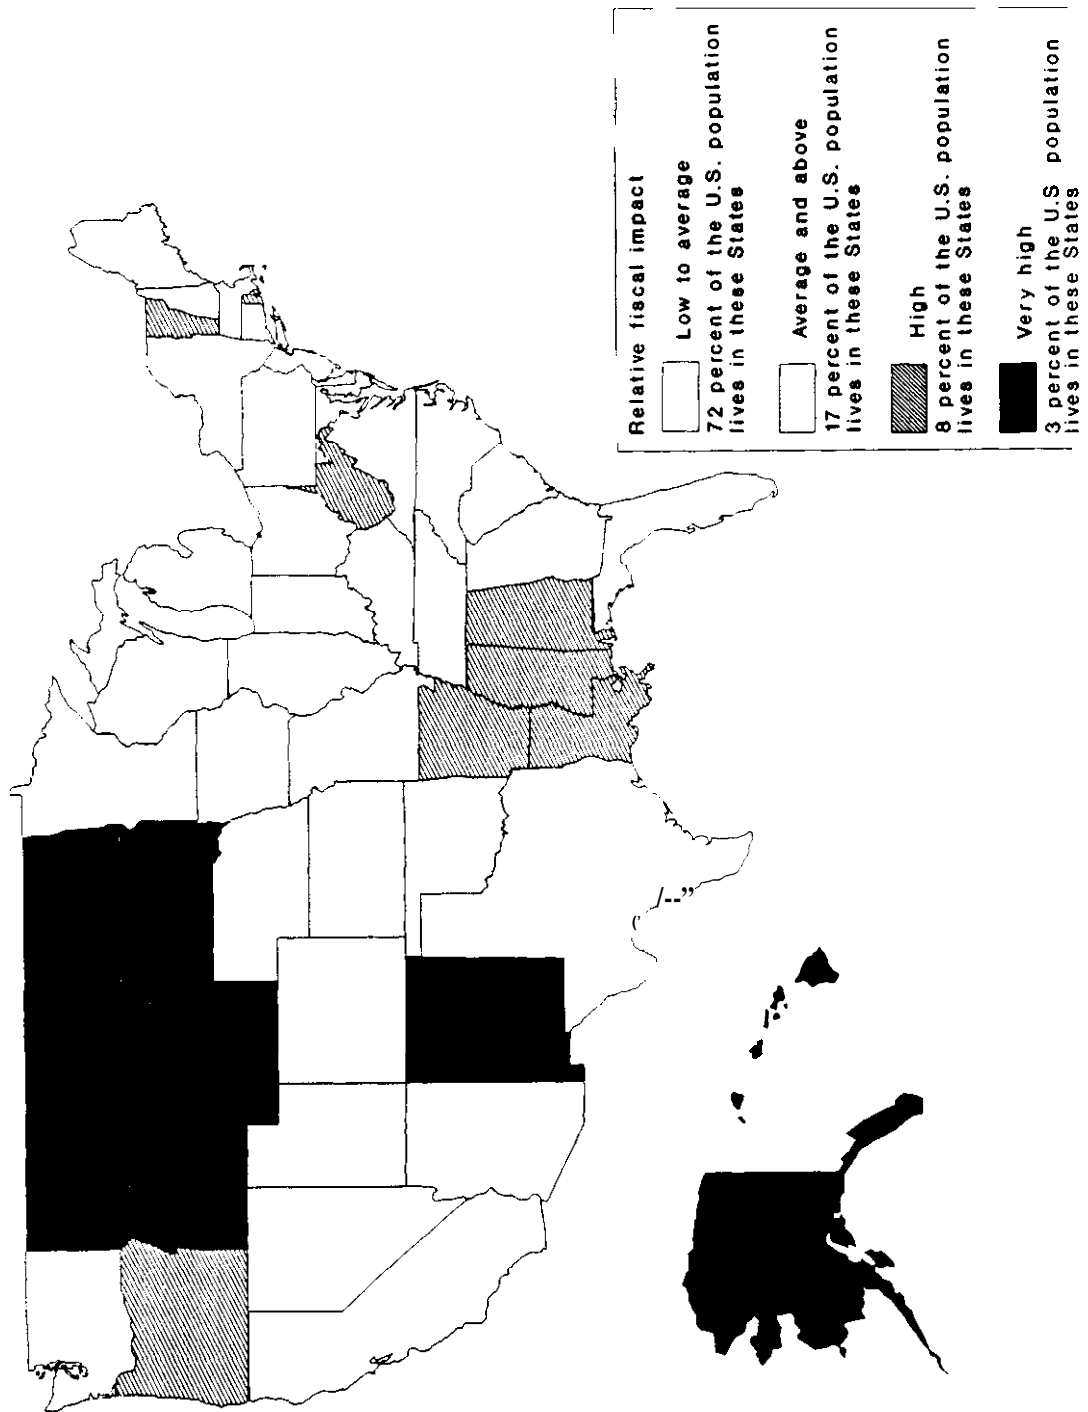 Relative fiscal impact
Low to average
72 percent of the U.S. population
lives in these States
Average and above
17 percent of the U.S. population
lives in these States
High
8 percent of the U.S. population
lives in these States
Very high
3 percent of the U.S population
lives in these States